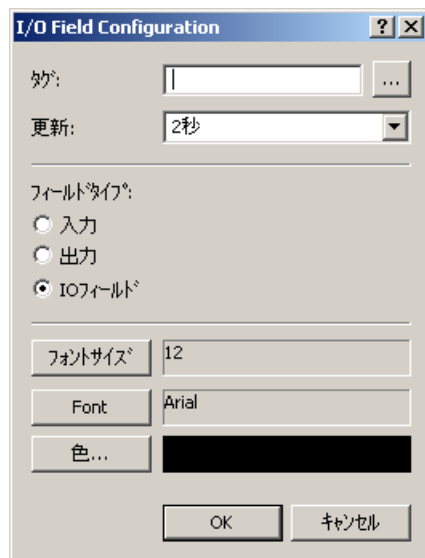 I/O Field Configuration
ﾀｸﾞ:
...
更新:
2秒
ﾌｨｰﾙﾄﾞﾀｲﾌﾟ:
入力
出力
IOﾌｨｰﾙﾄﾞ
ﾌｫﾝﾄｻｲｽﾞ
12
Font
Arial
色...
OK
ｷｬﾝｾﾙ